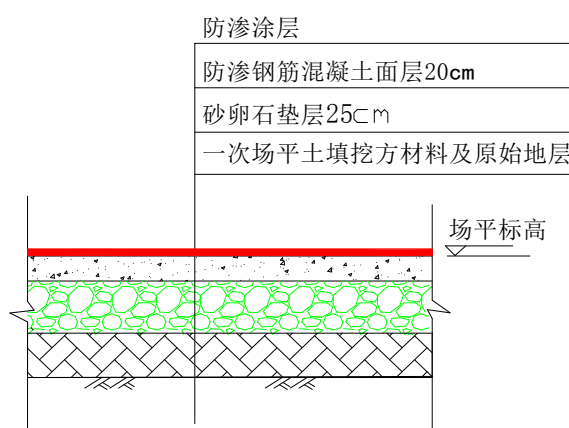 防渗涂层
防渗钢筋混凝土面层20cm
砂卵石垫层25cm
一次场平土填挖方材料及原始地层
场平标高